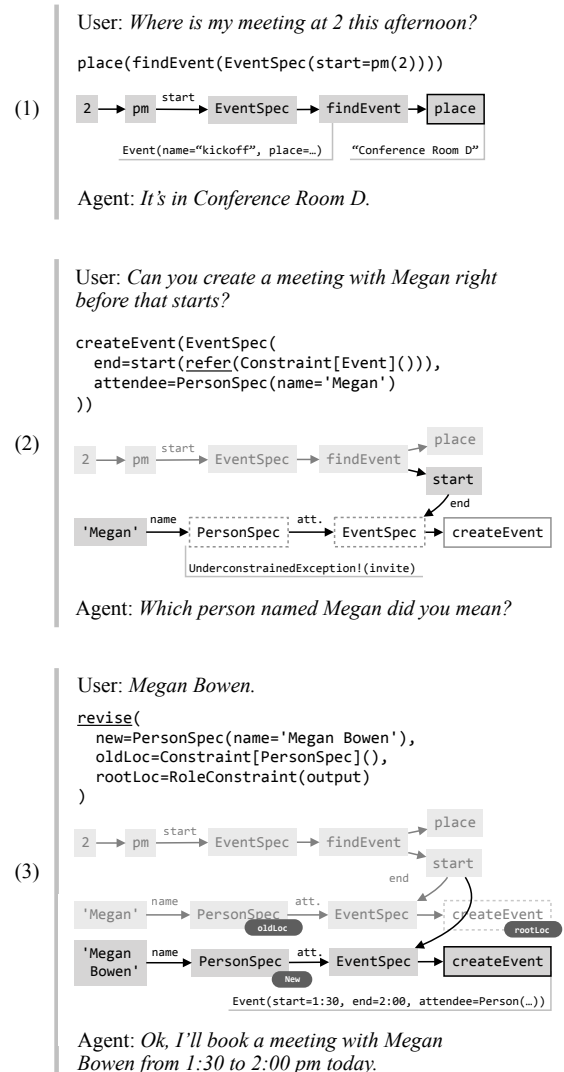 User: Where is my meeting at 2 this afternoon?
place(findEvent(EventSpec(start=pm(2))))
(1)
2 pm start EventSpec findEvent place
Event(name=“kickoff”, place=…) “Conference Room D”
Agent: It’s in Conference Room D.
User: Can you create a meeting with Megan right
before that starts?
createEvent(EventSpec(
end=start(refer(Constraint[Event]())),
attendee=PersonSpec(name='Megan')
))
(2)
place
2 pm start EventSpec findEvent
start
end
'Megan' name PersonSpec att. EventSpec createEvent
UnderconstrainedException!(invite)
Agent: Which person named Megan did you mean?
User: Megan Bowen.
revise(
new=PersonSpec(name='Megan Bowen'),
oldLoc=Constraint[PersonSpec](),
rootLoc=RoleConstraint(output)
)
place
2 pm start EventSpec findEvent
start
(3)
end
'Megan' name PersonSpec att. EventSpec createEvent
oldLoc rootLoc
'Megan
Bowen' name PersonSpec att. EventSpec createEvent
New
Event(start=1:30, end=2:00, attendee=Person(…))
Agent: Ok, I’ll book a meeting with Megan
Bowen from 1:30 to 2:00 pm today.